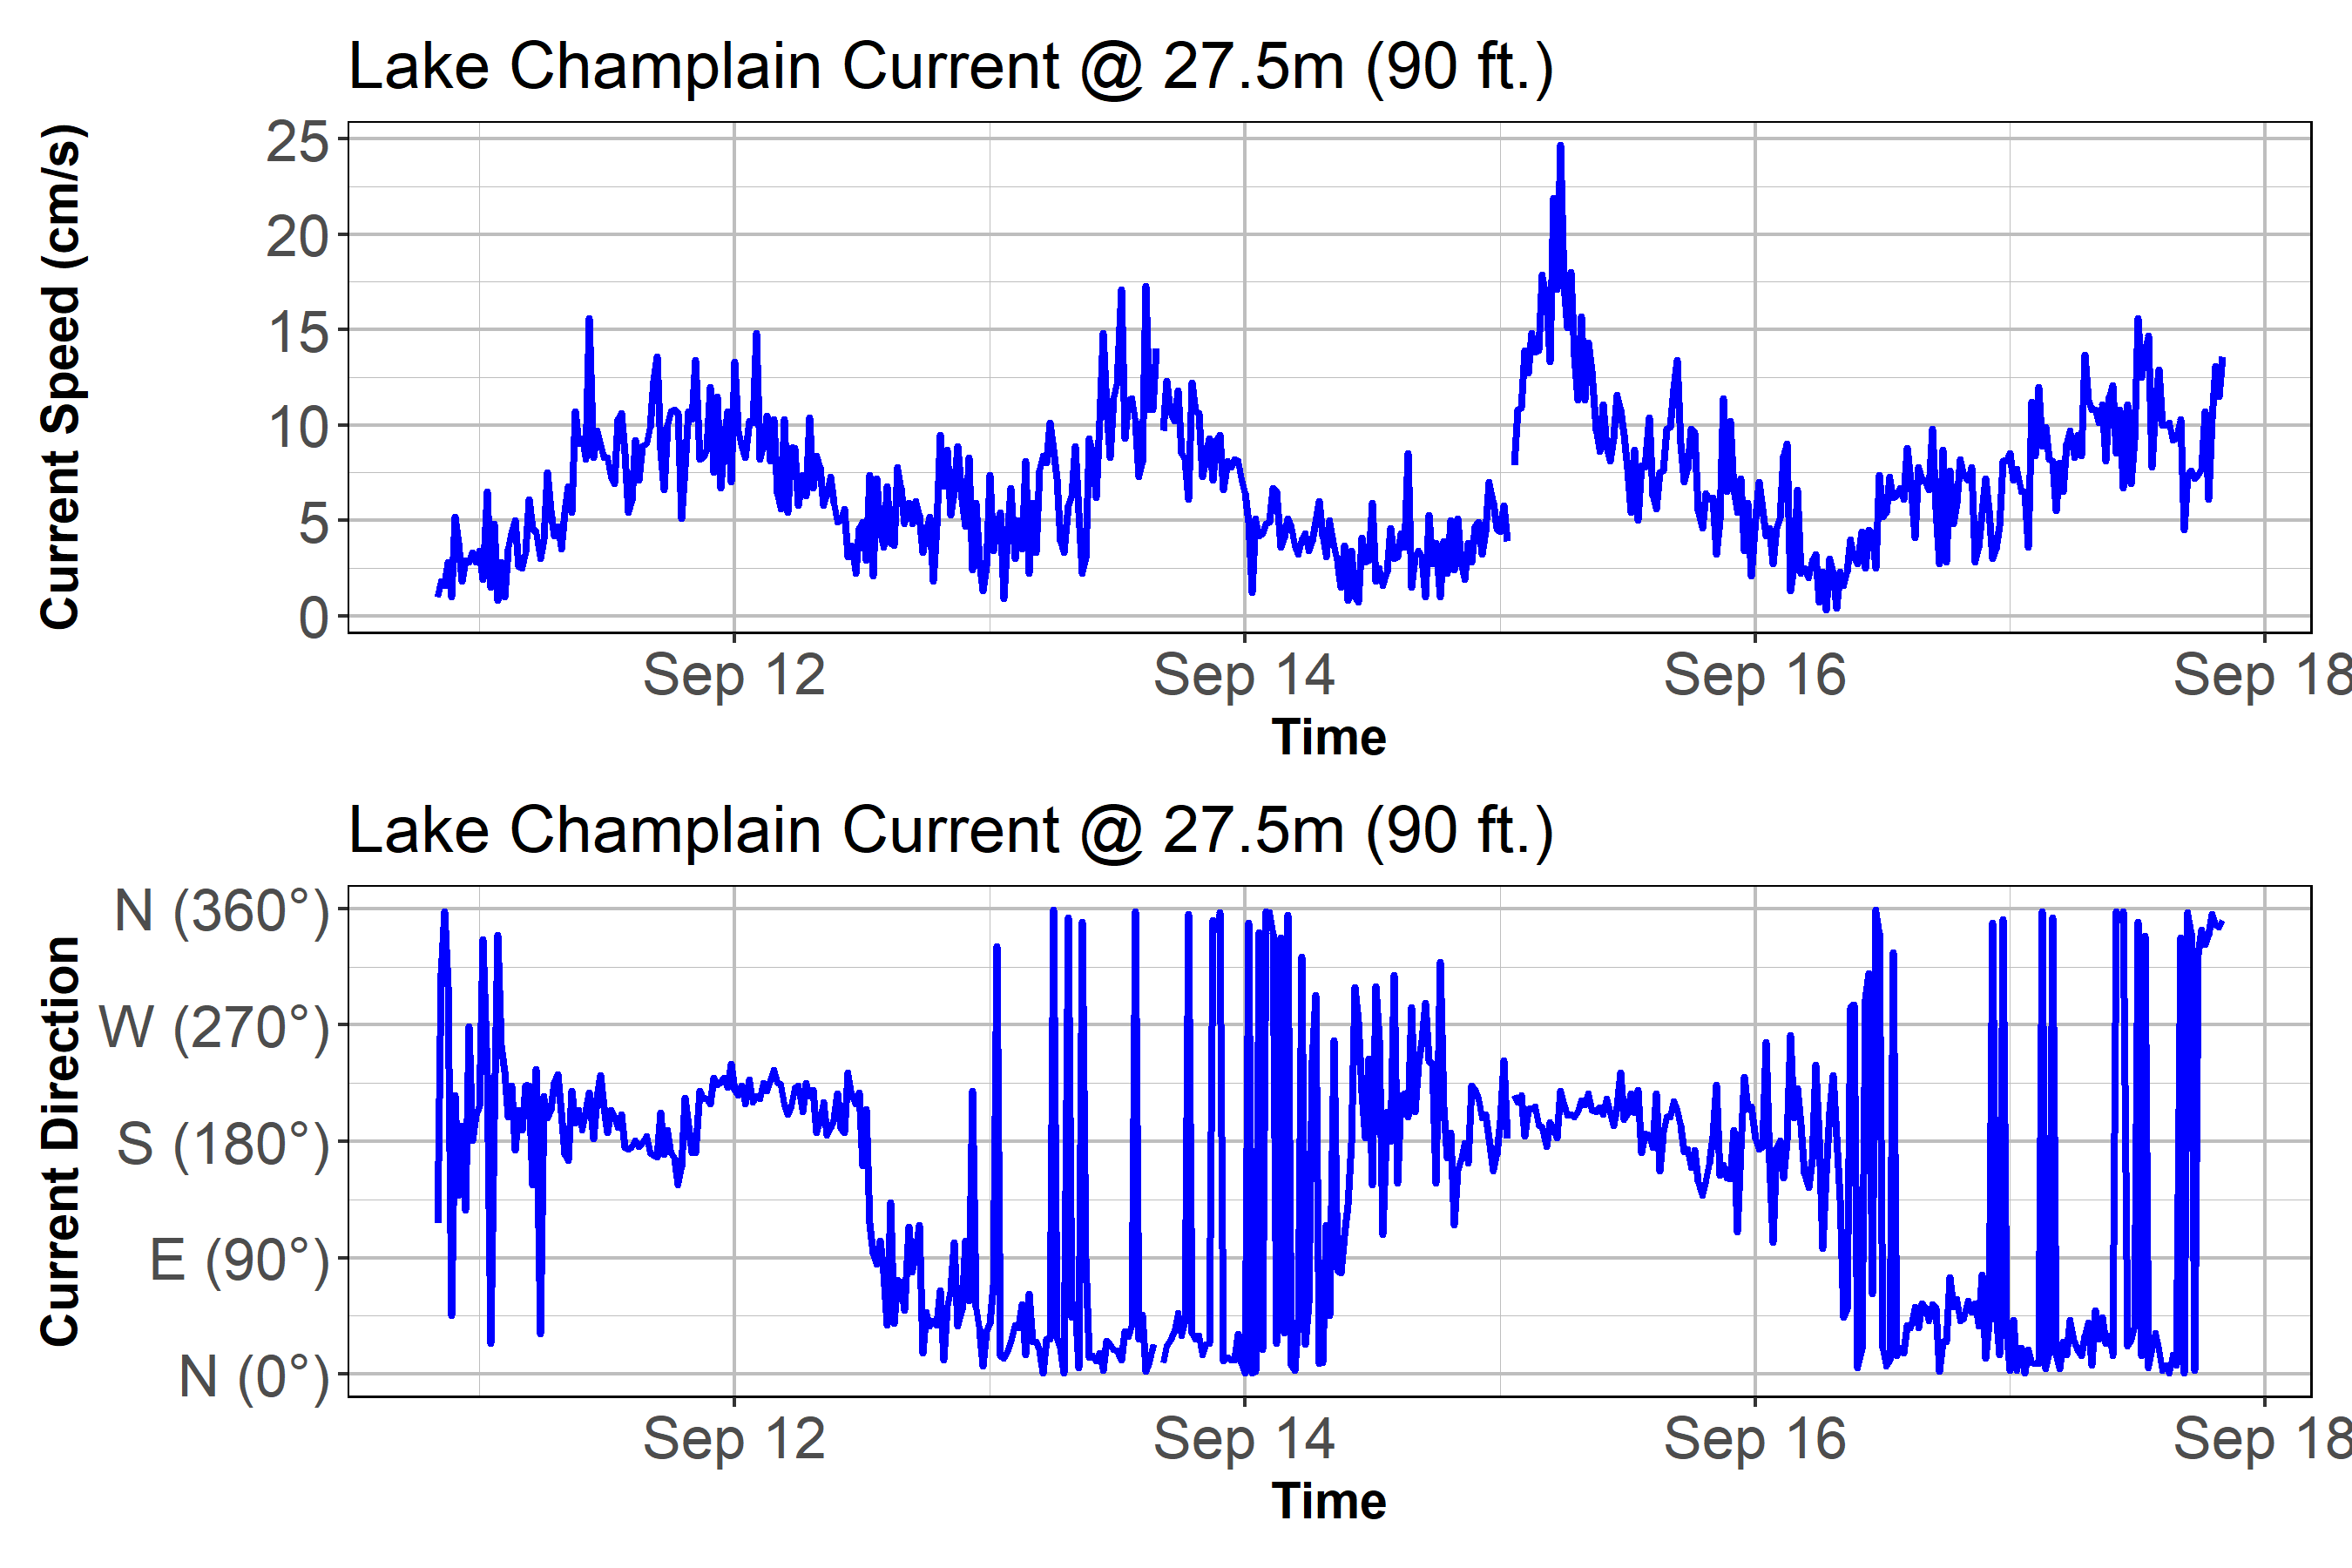 Lake Champlain Current @ 27.5m (90 ft.)
Current Speed (cm/s)
25
20
15
10
5
0
Sep 12 Sep 14 Sep 16 Sep 18
Time
Lake Champlain Current @ 27.5m (90 ft.)
Current Direction
N (360°)
W (270°)
S (180°)
E (90°)
N (0°)
Sep 12 Sep 14 Sep 16 Sep 18
Time